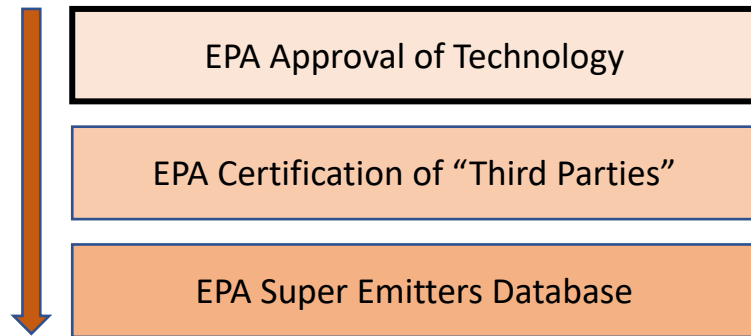 EPA Approval of Technology
EPA Certification of “Third Parties”
EPA Super Emitters Database